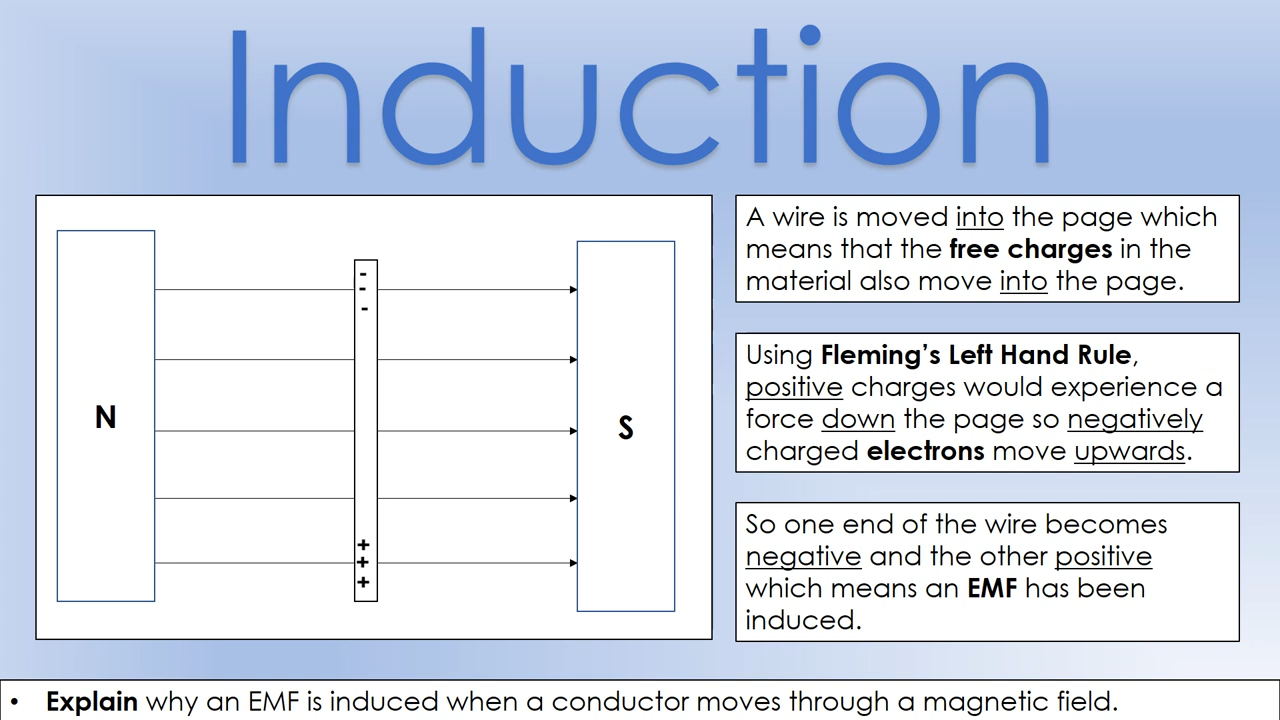 Induction
N
S
-
-
-
+
+
+
A wire is moved into the page which
means that the free charges in the
material also move into the page.
Using Fleming’s Left Hand Rule,
positive charges would experience a
force down the page so negatively
charged electrons move upwards.
So one end of the wire becomes
negative and the other positive
which means an EMF has been
induced.
• Explain why an EMF is induced when a conductor moves through a magnetic field.